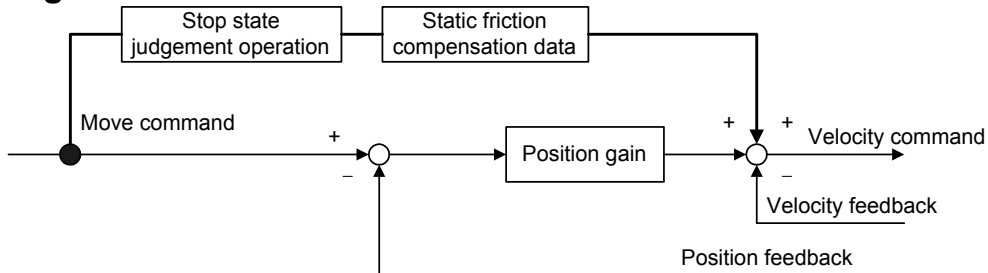 Stop state
judgement operation
Static friction
compensation data
Move command
+
−
Position gain
+
+
Velocity command
−
Velocity feedback
Position feedback